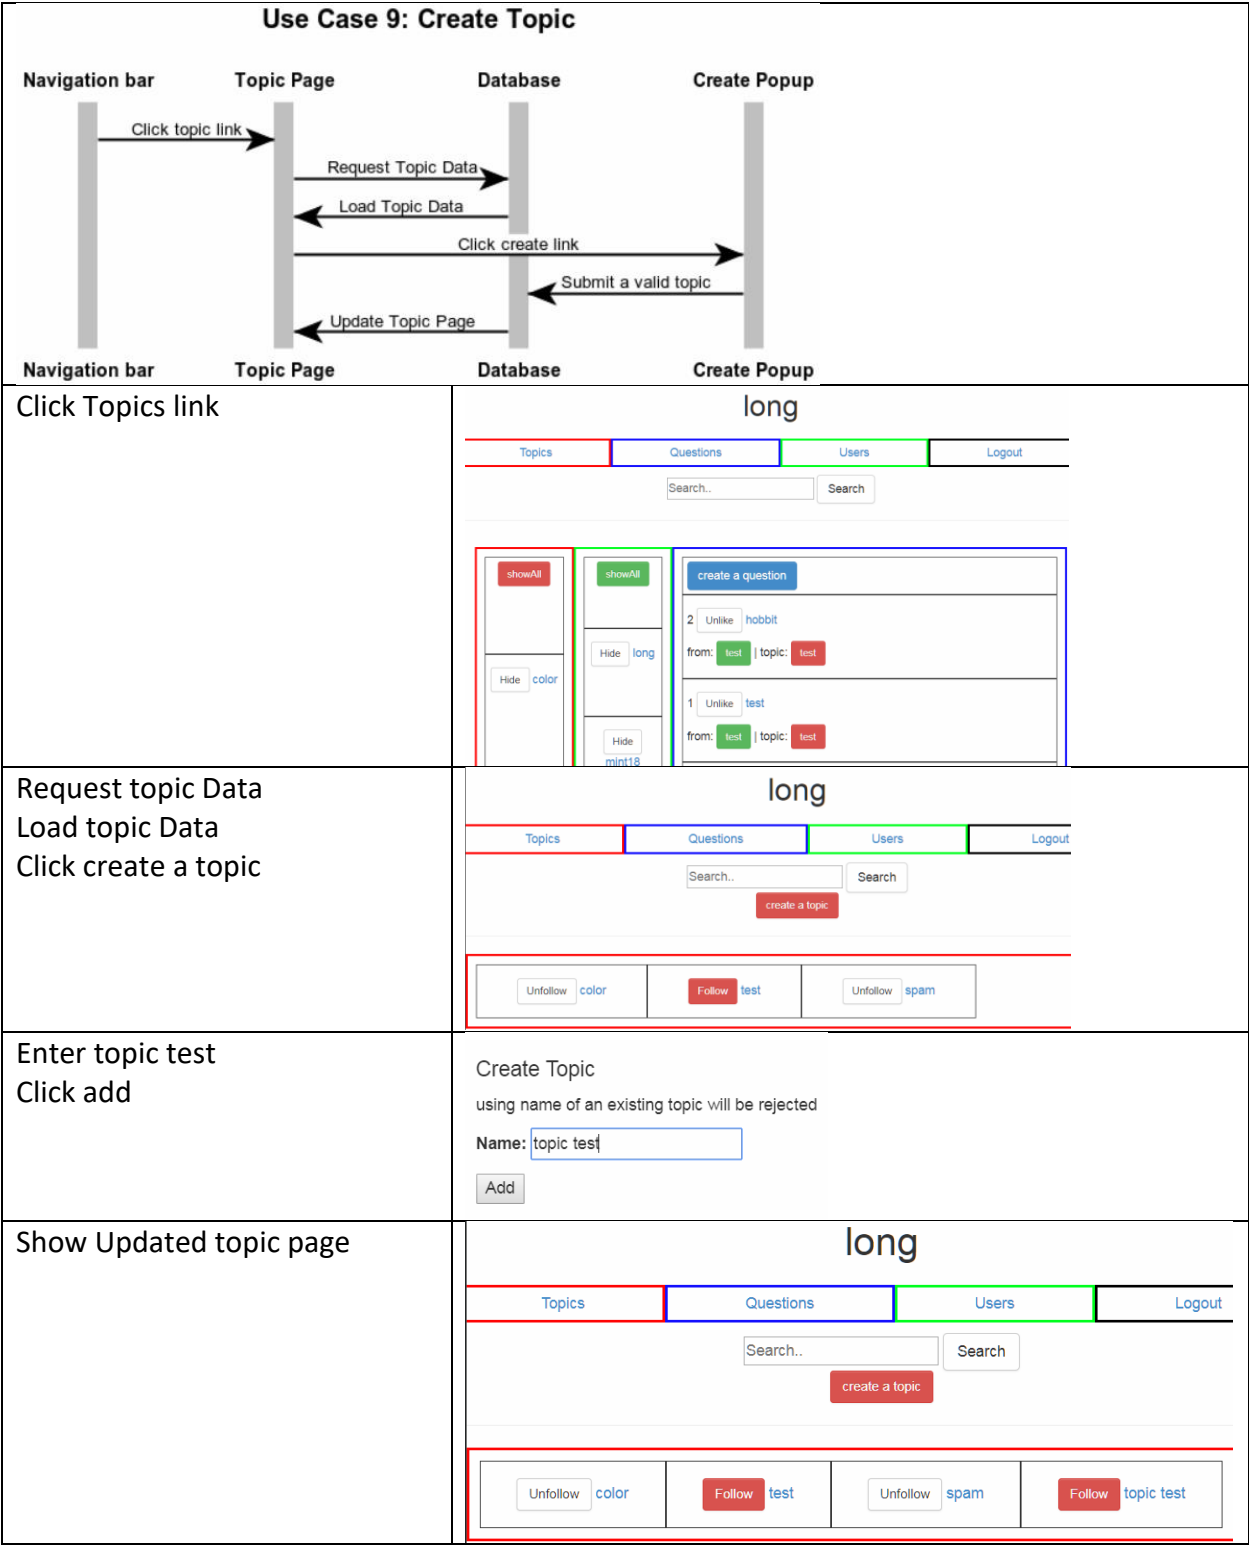 Use Case 9: Create Topic
Navigation bar Topic Page Database Create Popup
Click topic link
Request Topic Data
Load Topic Data
Click create link
Submit a valid topic
Update Topic Page
Navigation bar Topic Page Database Create Popup
Click Topics link
long
Topics Questions Users Logout
Search.. Search
showAll showAll create a question
2 Unlike hobbit
Hide long from: test | topic: test
Hide color
1 Unlike test
Hide from: test | topic: test
mint18
Request topic Data
Load topic Data
Click create a topic
long
Topics Questions Users Logout
Search.. Search
create a topic
Unfollow color Follow test Unfollow spam
Enter topic test
Click add
Create Topic
using name of an existing topic will be rejected
Name: topic test
Add
Show Updated topic page
long
Topics Questions Users Logout
Search.. Search
create a topic
Unfollow color Follow test Unfollow spam Follow topic test